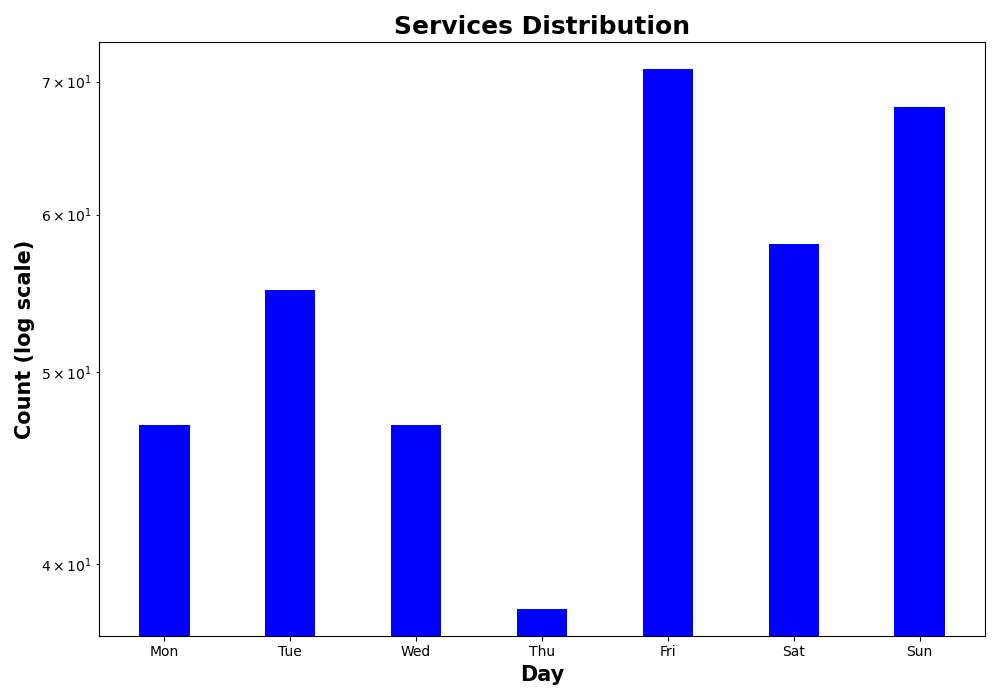 Services Distribution
Count (log scale)
7 × 10¹
6 × 10¹
5 × 10¹
4 × 10¹
Mon Tue Wed Thu Fri Sat Sun
Day